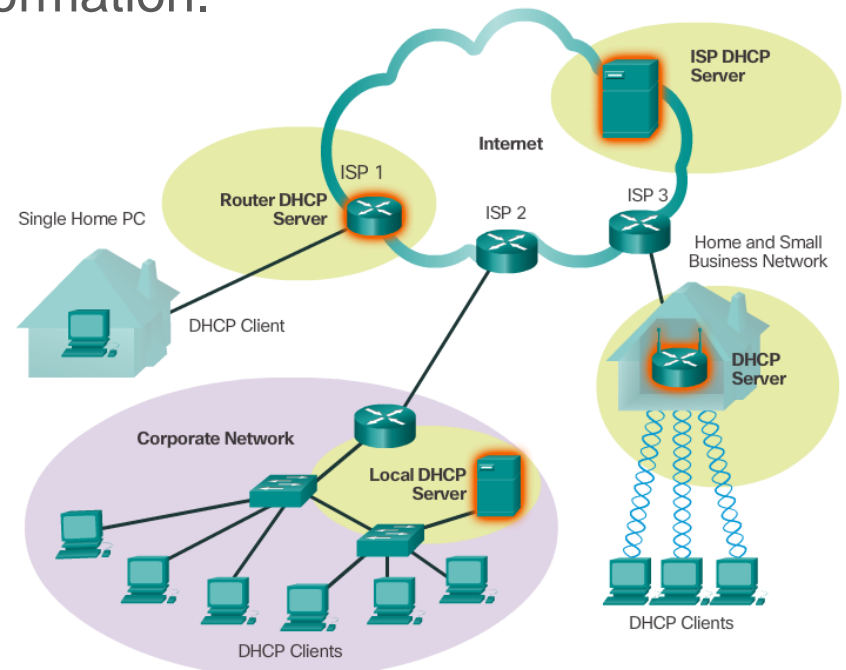 ormation.
ISP DHCP
Server
Internet
ISP 1
Router DHCP
Server
ISP 2
ISP 3
Single Home PC
Home and Small
Business Network
DHCP Client
DHCP
Server
Corporate Network
Local DHCP
Server
DHCP Clients
DHCP Clients